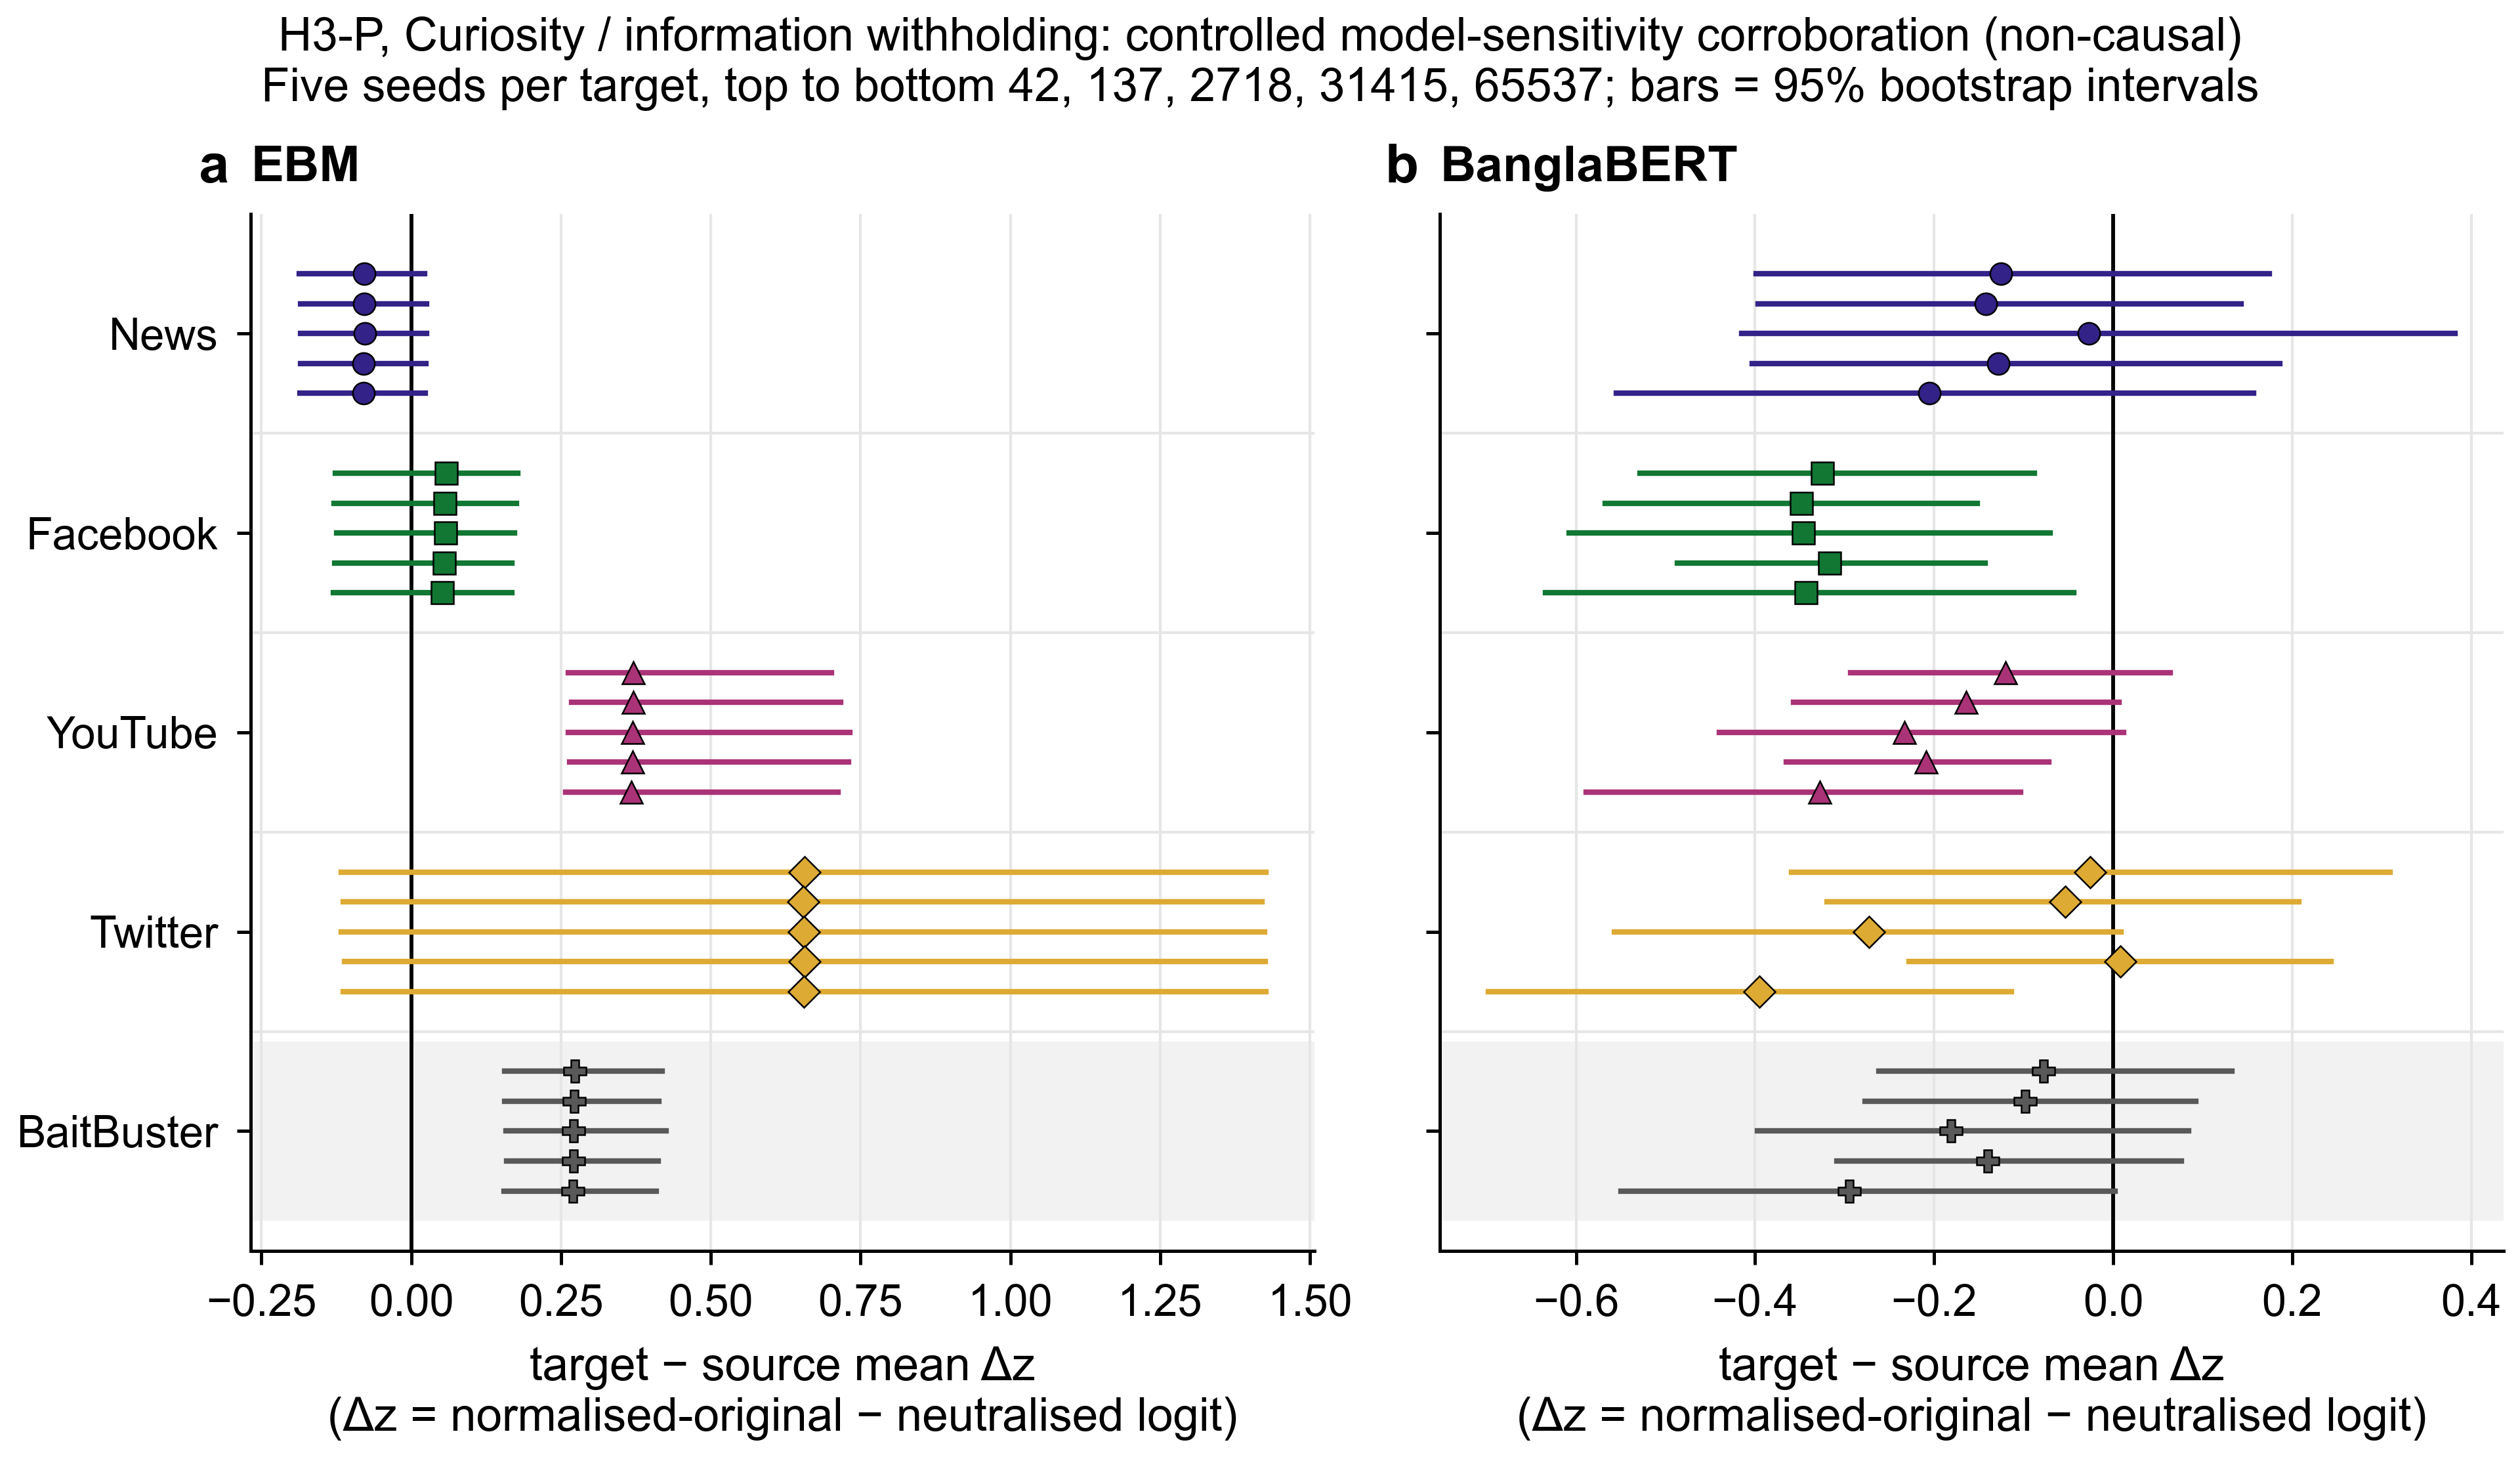 H3-P, Curiosity / information withholding: controlled model-sensitivity corroboration (non-causal)
Five seeds per target, top to bottom 42, 137, 2718, 31415, 65537; bars = 95% bootstrap intervals
a EBM
b BanglaBERT
News
Facebook
YouTube
Twitter
BaitBuster
−0.25 0.00 0.25 0.50 0.75 1.00 1.25 1.50
target − source mean Δz
(Δz = normalised-original − neutralised logit)
−0.6 −0.4 −0.2 0.0 0.2 0.4
target − source mean Δz
(Δz = normalised-original − neutralised logit)